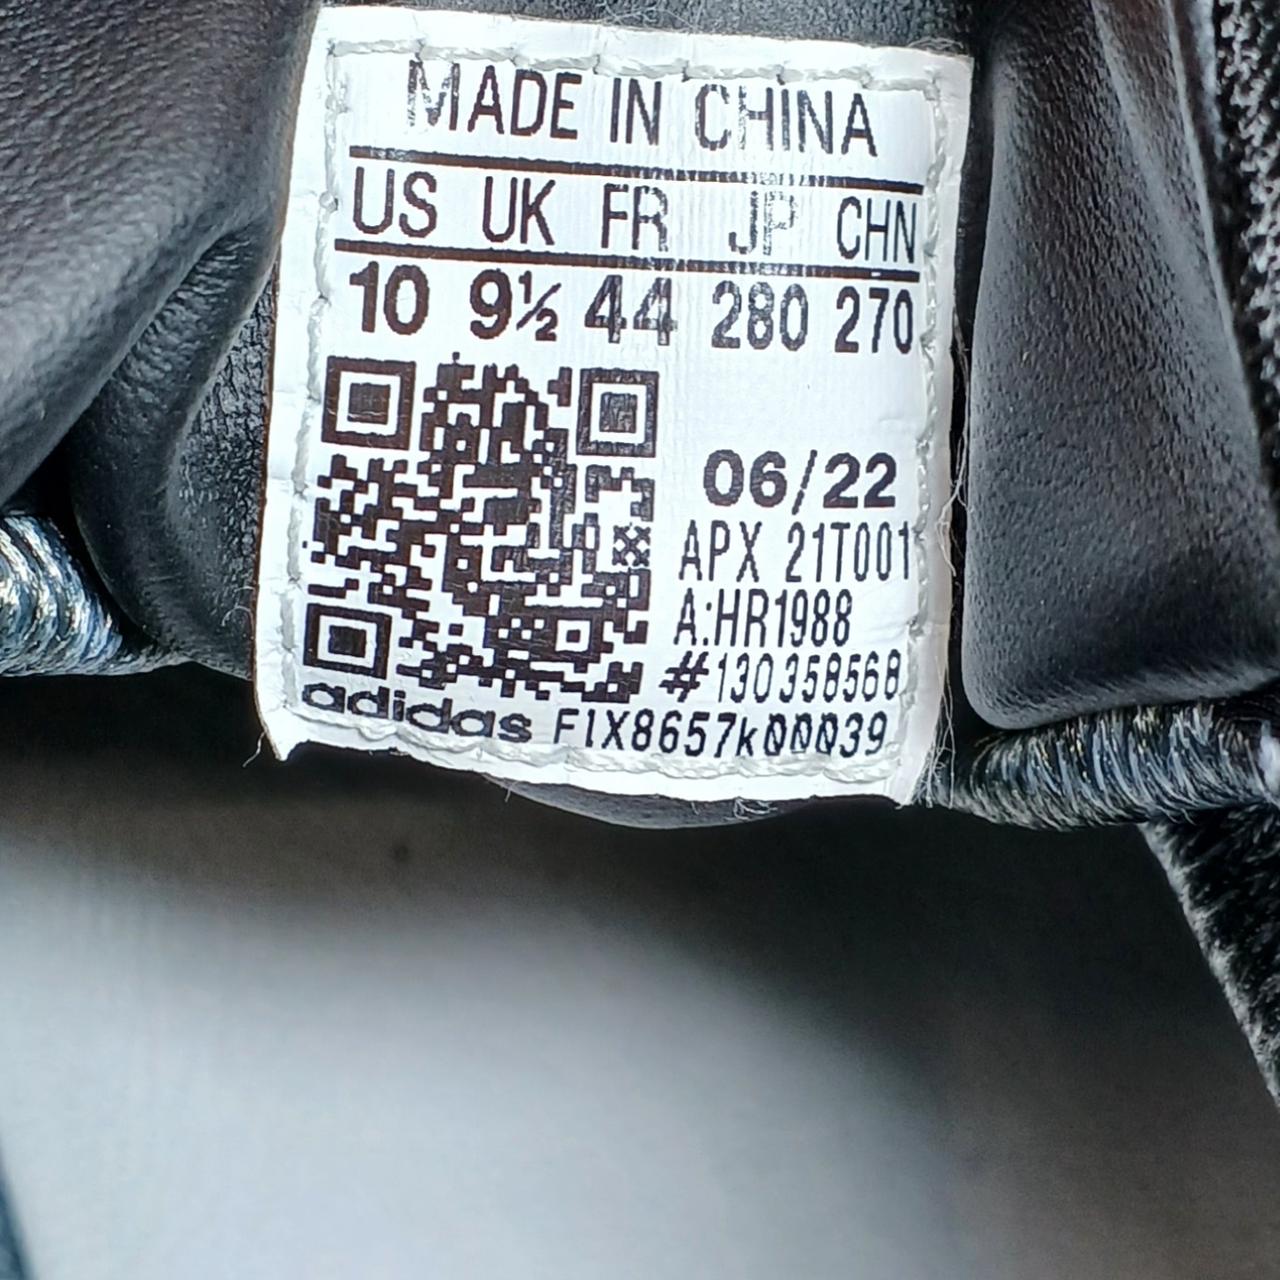 MADE IN CHINA
US UK FR JP CHN
10 9½ 44 280 270
06/22
APX 21T001
A:HR1988
#130358568
adidas F1X8657k00039